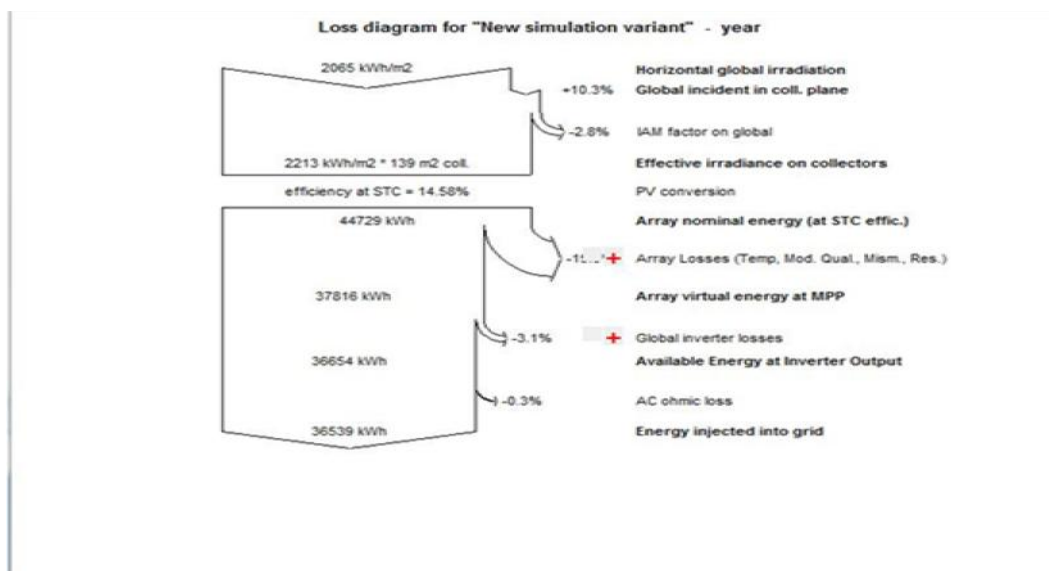 Loss diagram for "New simulation variant" - year
2065 kWh/m2 Horizontal global irradiation
+10.3% Global incident in coll. plane
-2.8% IAM factor on global
2213 kWh/m2 * 139 m2 coll. Effective irradiance on collectors
efficiency at STC = 14.58% PV conversion
44729 kWh Array nominal energy (at STC effic.)
Array Losses (Temp, Mod. Qual., Mism., Res.)
37816 kWh Array virtual energy at MPP
-3.1% Global inverter losses
36654 kWh Available Energy at Inverter Output
-0.3% AC ohmic loss
36539 kWh Energy injected into grid